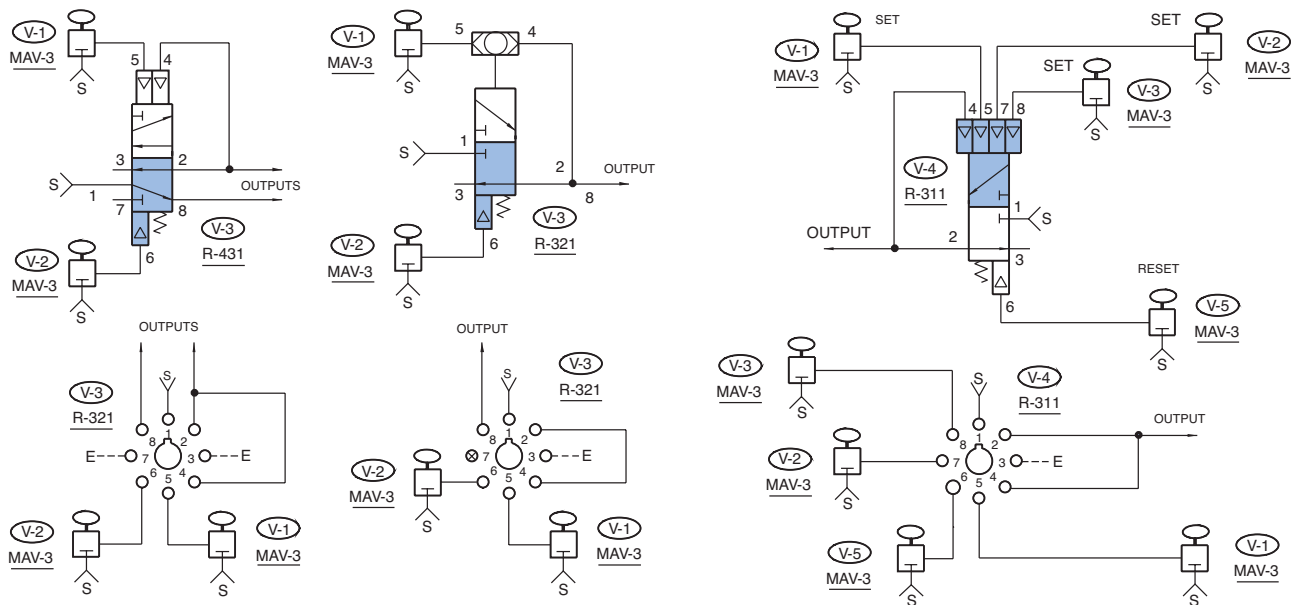 V-1
MAV-3
S
5 4
3 2
S
1
OUTPUTS
7 8
V-3
R-431
V-2
MAV-3
6
S
V-1
MAV-3
S
5 4
1
S
2
OUTPUT
3
8
V-3
R-321
V-2
MAV-3
6
S
SET
V-1
MAV-3
S
SET
V-2
MAV-3
S
SET
V-3
MAV-3
S
4 5 7 8
V-4
R-311
1
S
OUTPUT
2
3
6
RESET
V-5
MAV-3
S
OUTPUTS
S
V-3
R-321
1
8 2
E 7 3 E
6 4
5
V-2
MAV-3
S
V-1
MAV-3
S
OUTPUT
S
V-3
R-321
1
8 2
7 3 E
6 4
5
V-2
MAV-3
S
V-1
MAV-3
S
V-3
MAV-3
S
S
V-4
R-311
OUTPUT
1
8 2
7 3 E
6 4
5
V-2
MAV-3
S
V-5
MAV-3
S
V-1
MAV-3
S